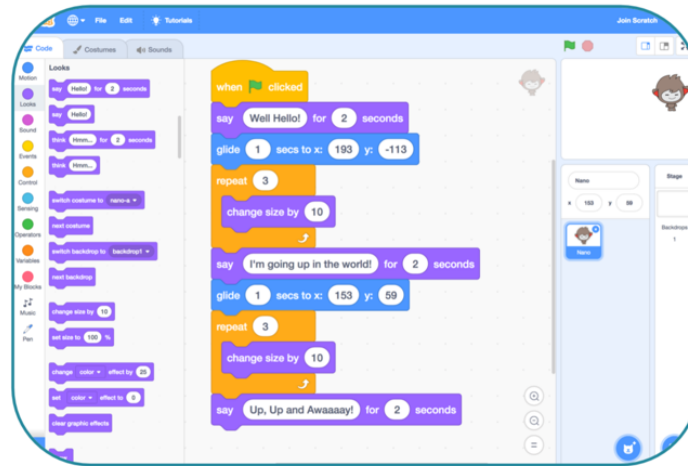 File Edit Tutorials Join Scratch
Code Costumes Sounds
Motion
Looks
Sound
Events
Control
Sensing
Operators
Variables
My Blocks
Music
Pen
Looks
say Hello! for 2 seconds
say Hello!
think Hmm... for 2 seconds
think Hmm...
switch costume to nano-a
next costume
switch backdrop to backdrop1
next backdrop
change size by 10
set size to 100 %
change color effect by 25
set color effect to 0
clear graphic effects
when clicked
say Well Hello! for 2 seconds
glide 1 secs to x: 193 y: -113
repeat 3
change size by 10
say I'm going up in the world! for 2 seconds
glide 1 secs to x: 153 y: 59
repeat 3
change size by 10
say Up, Up and Awaaaay! for 2 seconds
Nano
x 153 y 59
Nano
Stage
Backdrops
1